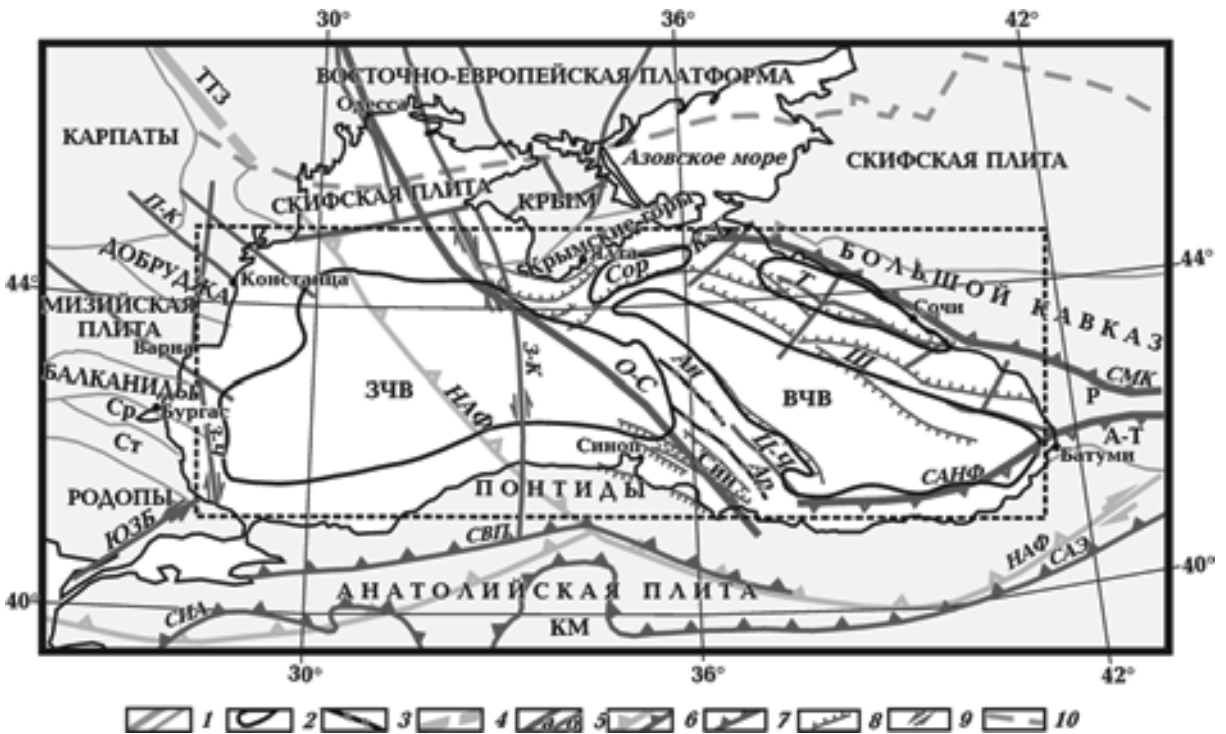 30° 36° 42°
ВОСТОЧНО-ЕВРОПЕЙСКАЯ ПЛАТФОРМА
ТТЗ
Одесса
КАРПАТЫ
Азовское море
СКИФСКАЯ ПЛИТА
СКИФСКАЯ ПЛИТА
КРЫМ
П-К
Крымские горы
Ялта
БОЛЬШОЙ КАВКАЗ
ДОБРУДЖА
Констанца
Сор
Т
44°
44°
МИЗИЙСКАЯ
ПЛИТА
Сочи
Варна
З-К
О-С
Ан
Ш
БАЛКАНИДЫ
ЗЧВ
НАФ
ВЧВ
СМК
Р
Ср
Бургас
З-Ч
Ст
Синоп
Син
Ц-Ч
Ар
А-Т
Батуми
САНФ
РОДОПЫ
ПОНТИДЫ
ЮЗБ
СВП
НАФ
САЭ
40°
40°
АНАТОЛИЙСКАЯ ПЛИТА
СИА
КМ
30° 36° 42°
1 2 3 4 а б 5 6 7 8 9 10